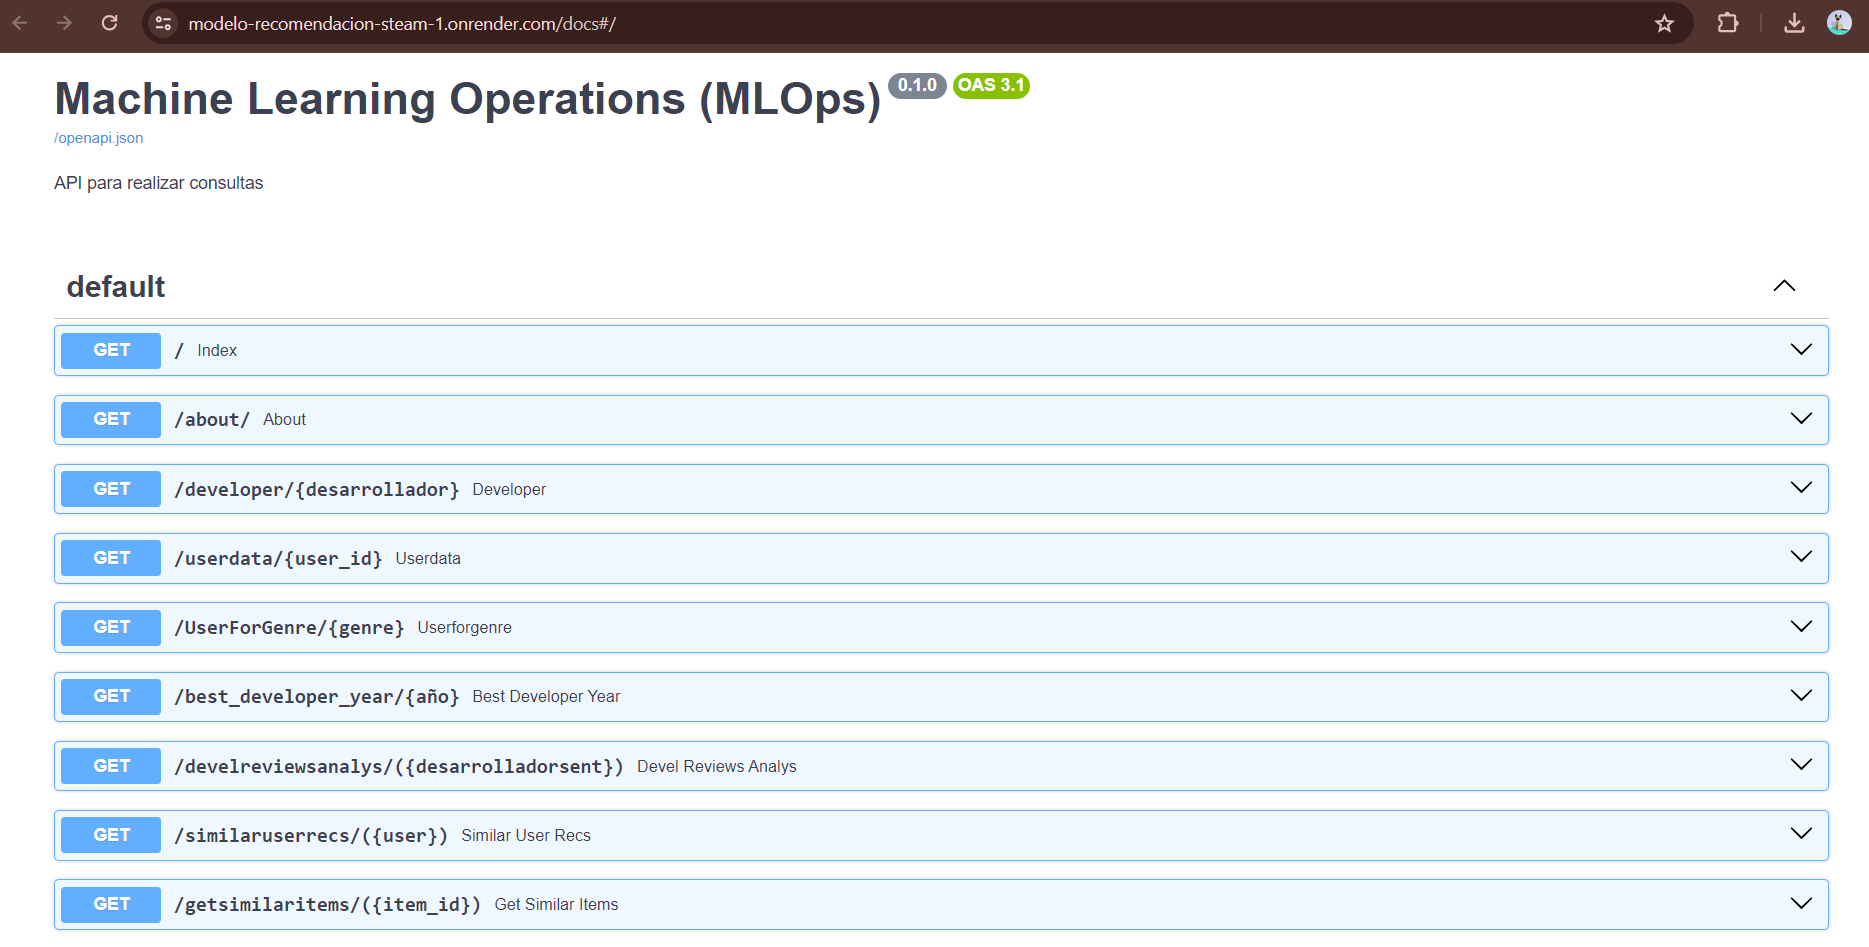 modelo-recomendacion-steam-1.onrender.com/docs#/
Machine Learning Operations (MLOps) 0.1.0 OAS 3.1
/openapi.json
API para realizar consultas
default
GET / Index
GET /about/ About
GET /developer/{desarrollador} Developer
GET /userdata/{user_id} Userdata
GET /UserForGenre/{genre} Userforgenre
GET /best_developer_year/{año} Best Developer Year
GET /develreviewsanalys/({desarrolladorsent}) Devel Reviews Analys
GET /similaruserrecs/({user}) Similar User Recs
GET /getsimilaritems/({item_id}) Get Similar Items